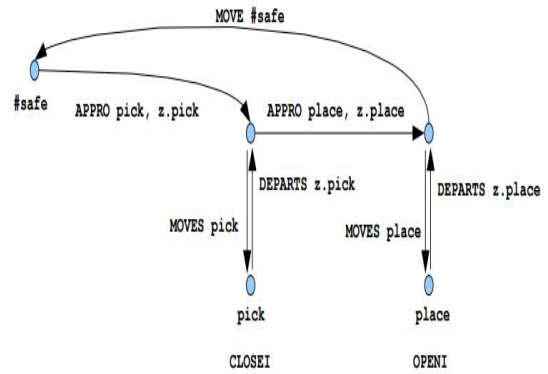 MOVE #safe
#safe
APPRO pick, z.pick
APPRO place, z.place
DEPARTS z.pick
DEPARTS z.place
MOVES pick
MOVES place
pick
place
CLOSEI
OPENI